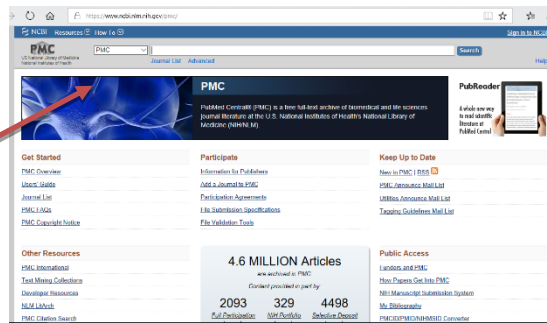 https://www.ncbi.nlm.nih.gov/pmc/
NCBI Resources How To Sign in to NCBI
PMC
US National Library of Medicine
National Institutes of Health
PMC
Search
Journal List Advanced
Help
PMC
PubMed Central® (PMC) is a free full-text archive of biomedical and life sciences
journal literature at the U.S. National Institutes of Health's National Library of
Medicine (NIH/NLM).
PubReader
A whole new way
to read scientific
literature at
PubMed Central
Get Started
PMC Overview
Users' Guide
Journal List
PMC FAQs
PMC Copyright Notice
Participate
Information for Publishers
Add a Journal to PMC
Participation Agreements
File Submission Specifications
File Validation Tools
Keep Up to Date
New in PMC | RSS
PMC Announce Mail List
Utilities Announce Mail List
Tagging Guidelines Mail List
Other Resources
PMC International
Text Mining Collections
Developer Resources
NLM LitArch
PMC Citation Search
4.6 MILLION Articles
are archived in PMC
Content provided in part by:
2093 329 4498
Full Participation NIH Portfolio Selective Deposit
Public Access
Funders and PMC
How Papers Get Into PMC
NIH Manuscript Submission System
My Bibliography
PMCID/PMID/NIHMSID Converter